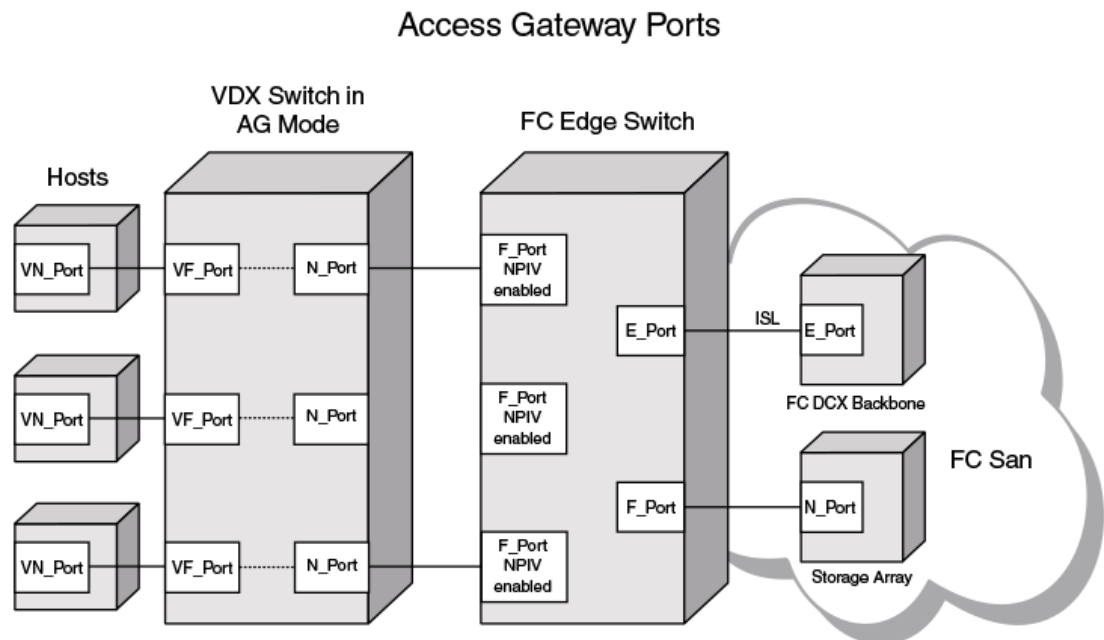 Access Gateway Ports
VDX Switch in
AG Mode
FC Edge Switch
Hosts
VN_Port
VF_Port
N_Port
F_Port
NPIV
enabled
E_Port
ISL
E_Port
FC DCX Backbone
VN_Port
VF_Port
N_Port
F_Port
NPIV
enabled
FC San
F_Port
N_Port
Storage Array
VN_Port
VF_Port
N_Port
F_Port
NPIV
enabled